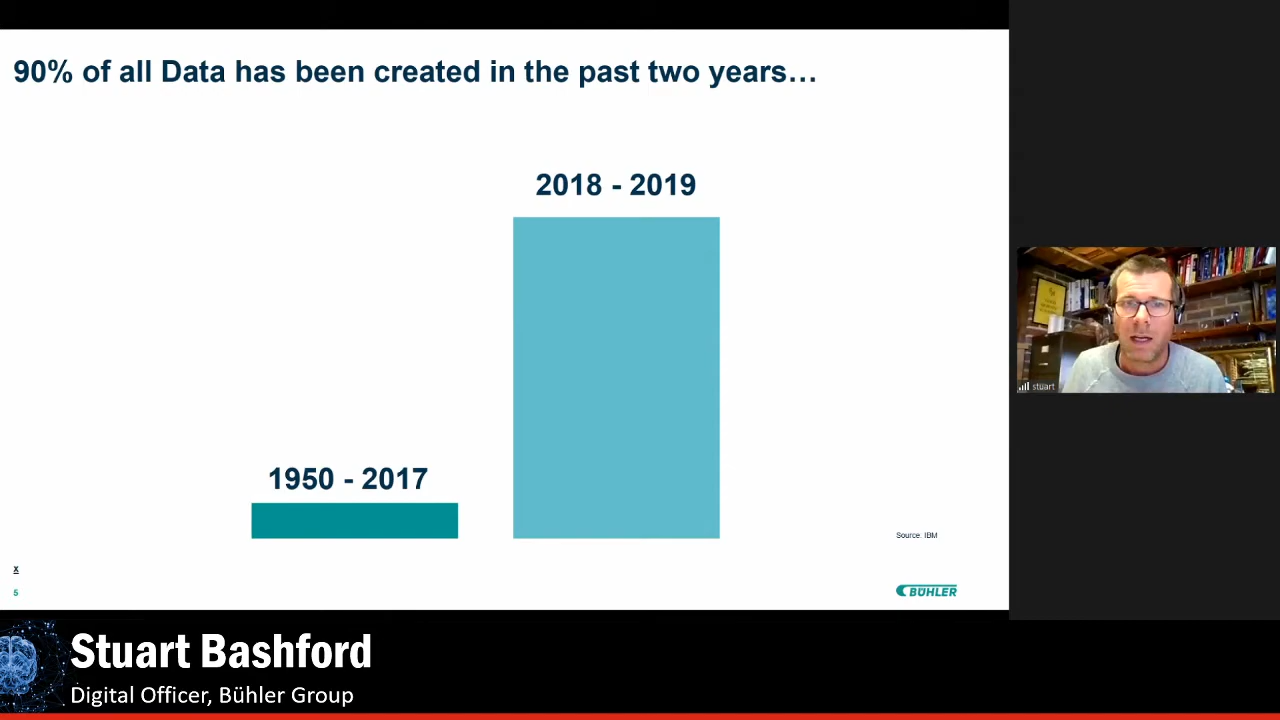 90% of all Data has been created in the past two years…
2018 - 2019
1950 - 2017
Source: IBM
x
5
BÜHLER
stuart
Stuart Bashford
Digital Officer, Bühler Group